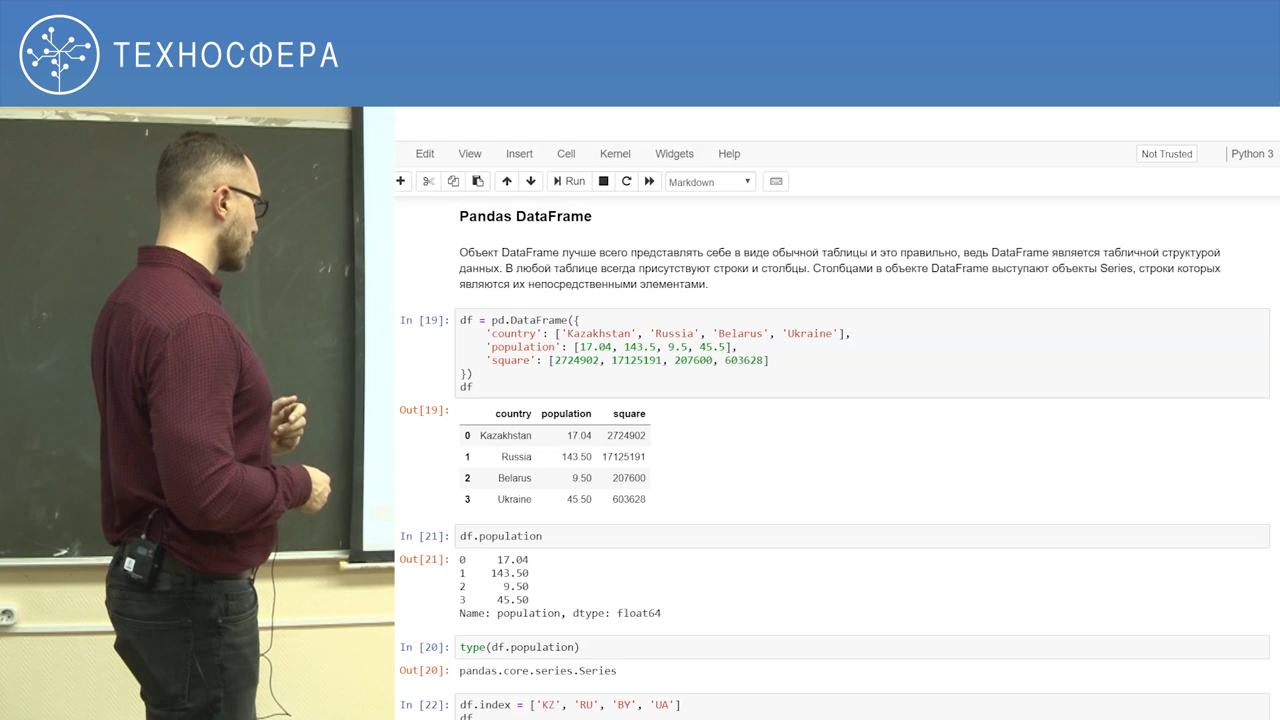 ТЕХНОСФЕРА
Edit View Insert Cell Kernel Widgets Help
Not Trusted
Python 3
Run
Markdown
Pandas DataFrame
Объект DataFrame лучше всего представлять себе в виде обычной таблицы и это правильно, ведь DataFrame является табличной структурой
данных. В любой таблице всегда присутствуют строки и столбцы. Столбцами в объекте DataFrame выступают объекты Series, строки которых
являются их непосредственными элементами.
In [19]: df = pd.DataFrame({
'country': ['Kazakhstan', 'Russia', 'Belarus', 'Ukraine'],
'population': [17.04, 143.5, 9.5, 45.5],
'square': [2724902, 17125191, 207600, 603628]
})
df
Out[19]:
country population square
0 Kazakhstan 17.04 2724902
1 Russia 143.50 17125191
2 Belarus 9.50 207600
3 Ukraine 45.50 603628
In [21]: df.population
Out[21]: 0 17.04
1 143.50
2 9.50
3 45.50
Name: population, dtype: float64
In [20]: type(df.population)
Out[20]: pandas.core.series.Series
In [22]: df.index = ['KZ', 'RU', 'BY', 'UA']
df